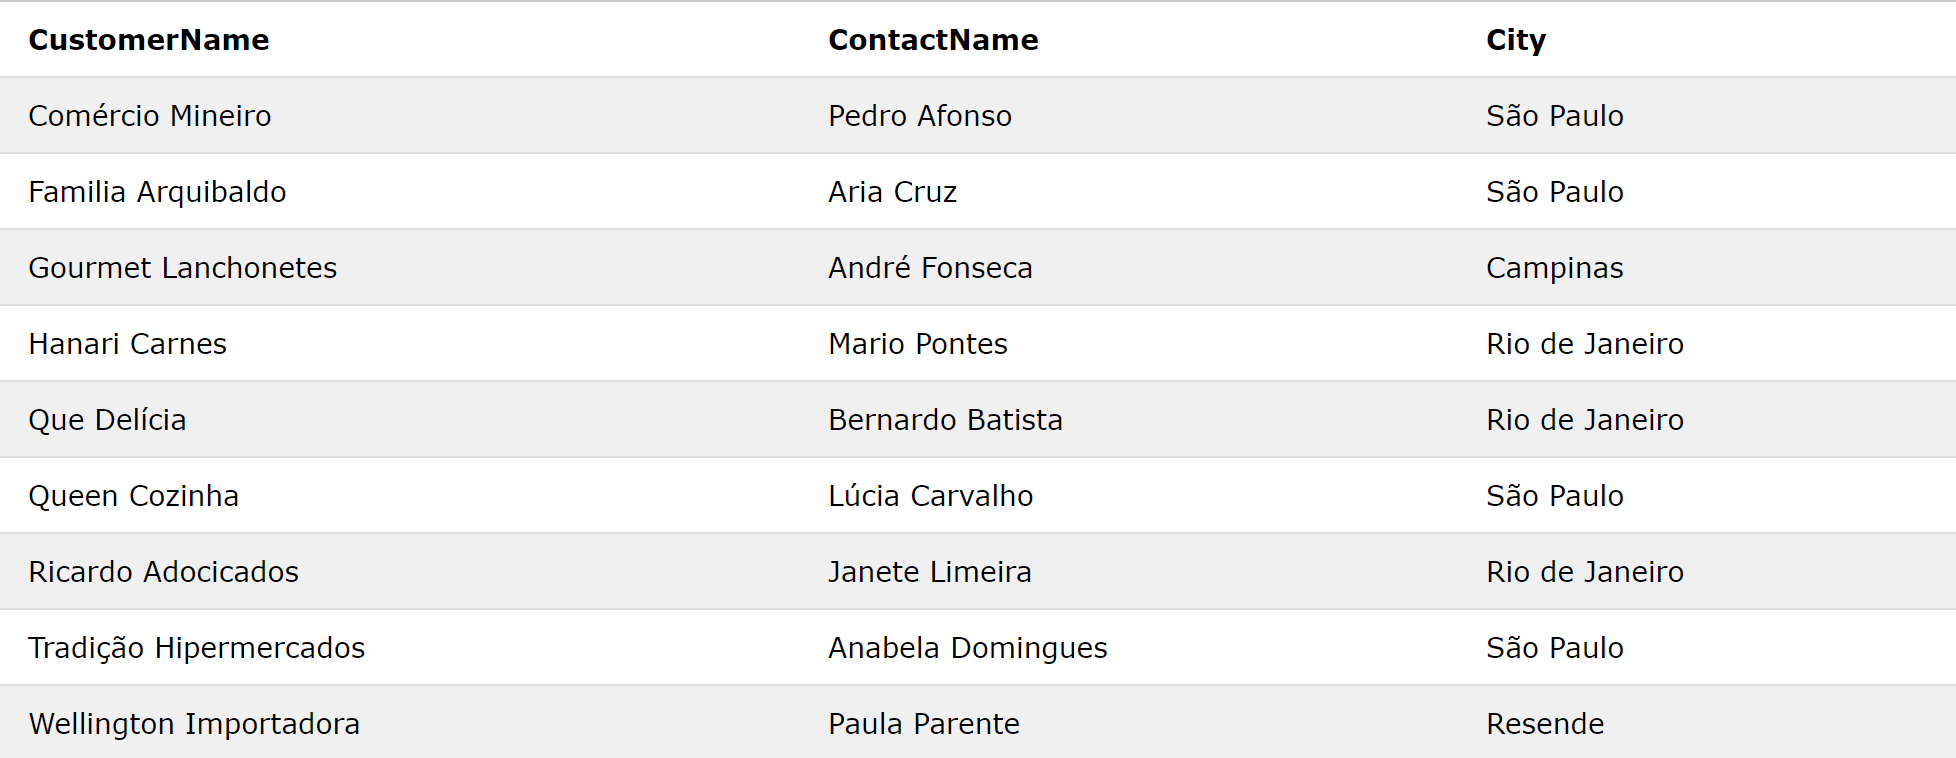 CustomerName ContactName City
Comércio Mineiro Pedro Afonso São Paulo
Familia Arquibaldo Aria Cruz São Paulo
Gourmet Lanchonetes André Fonseca Campinas
Hanari Carnes Mario Pontes Rio de Janeiro
Que Delícia Bernardo Batista Rio de Janeiro
Queen Cozinha Lúcia Carvalho São Paulo
Ricardo Adocicados Janete Limeira Rio de Janeiro
Tradição Hipermercados Anabela Domingues São Paulo
Wellington Importadora Paula Parente Resende